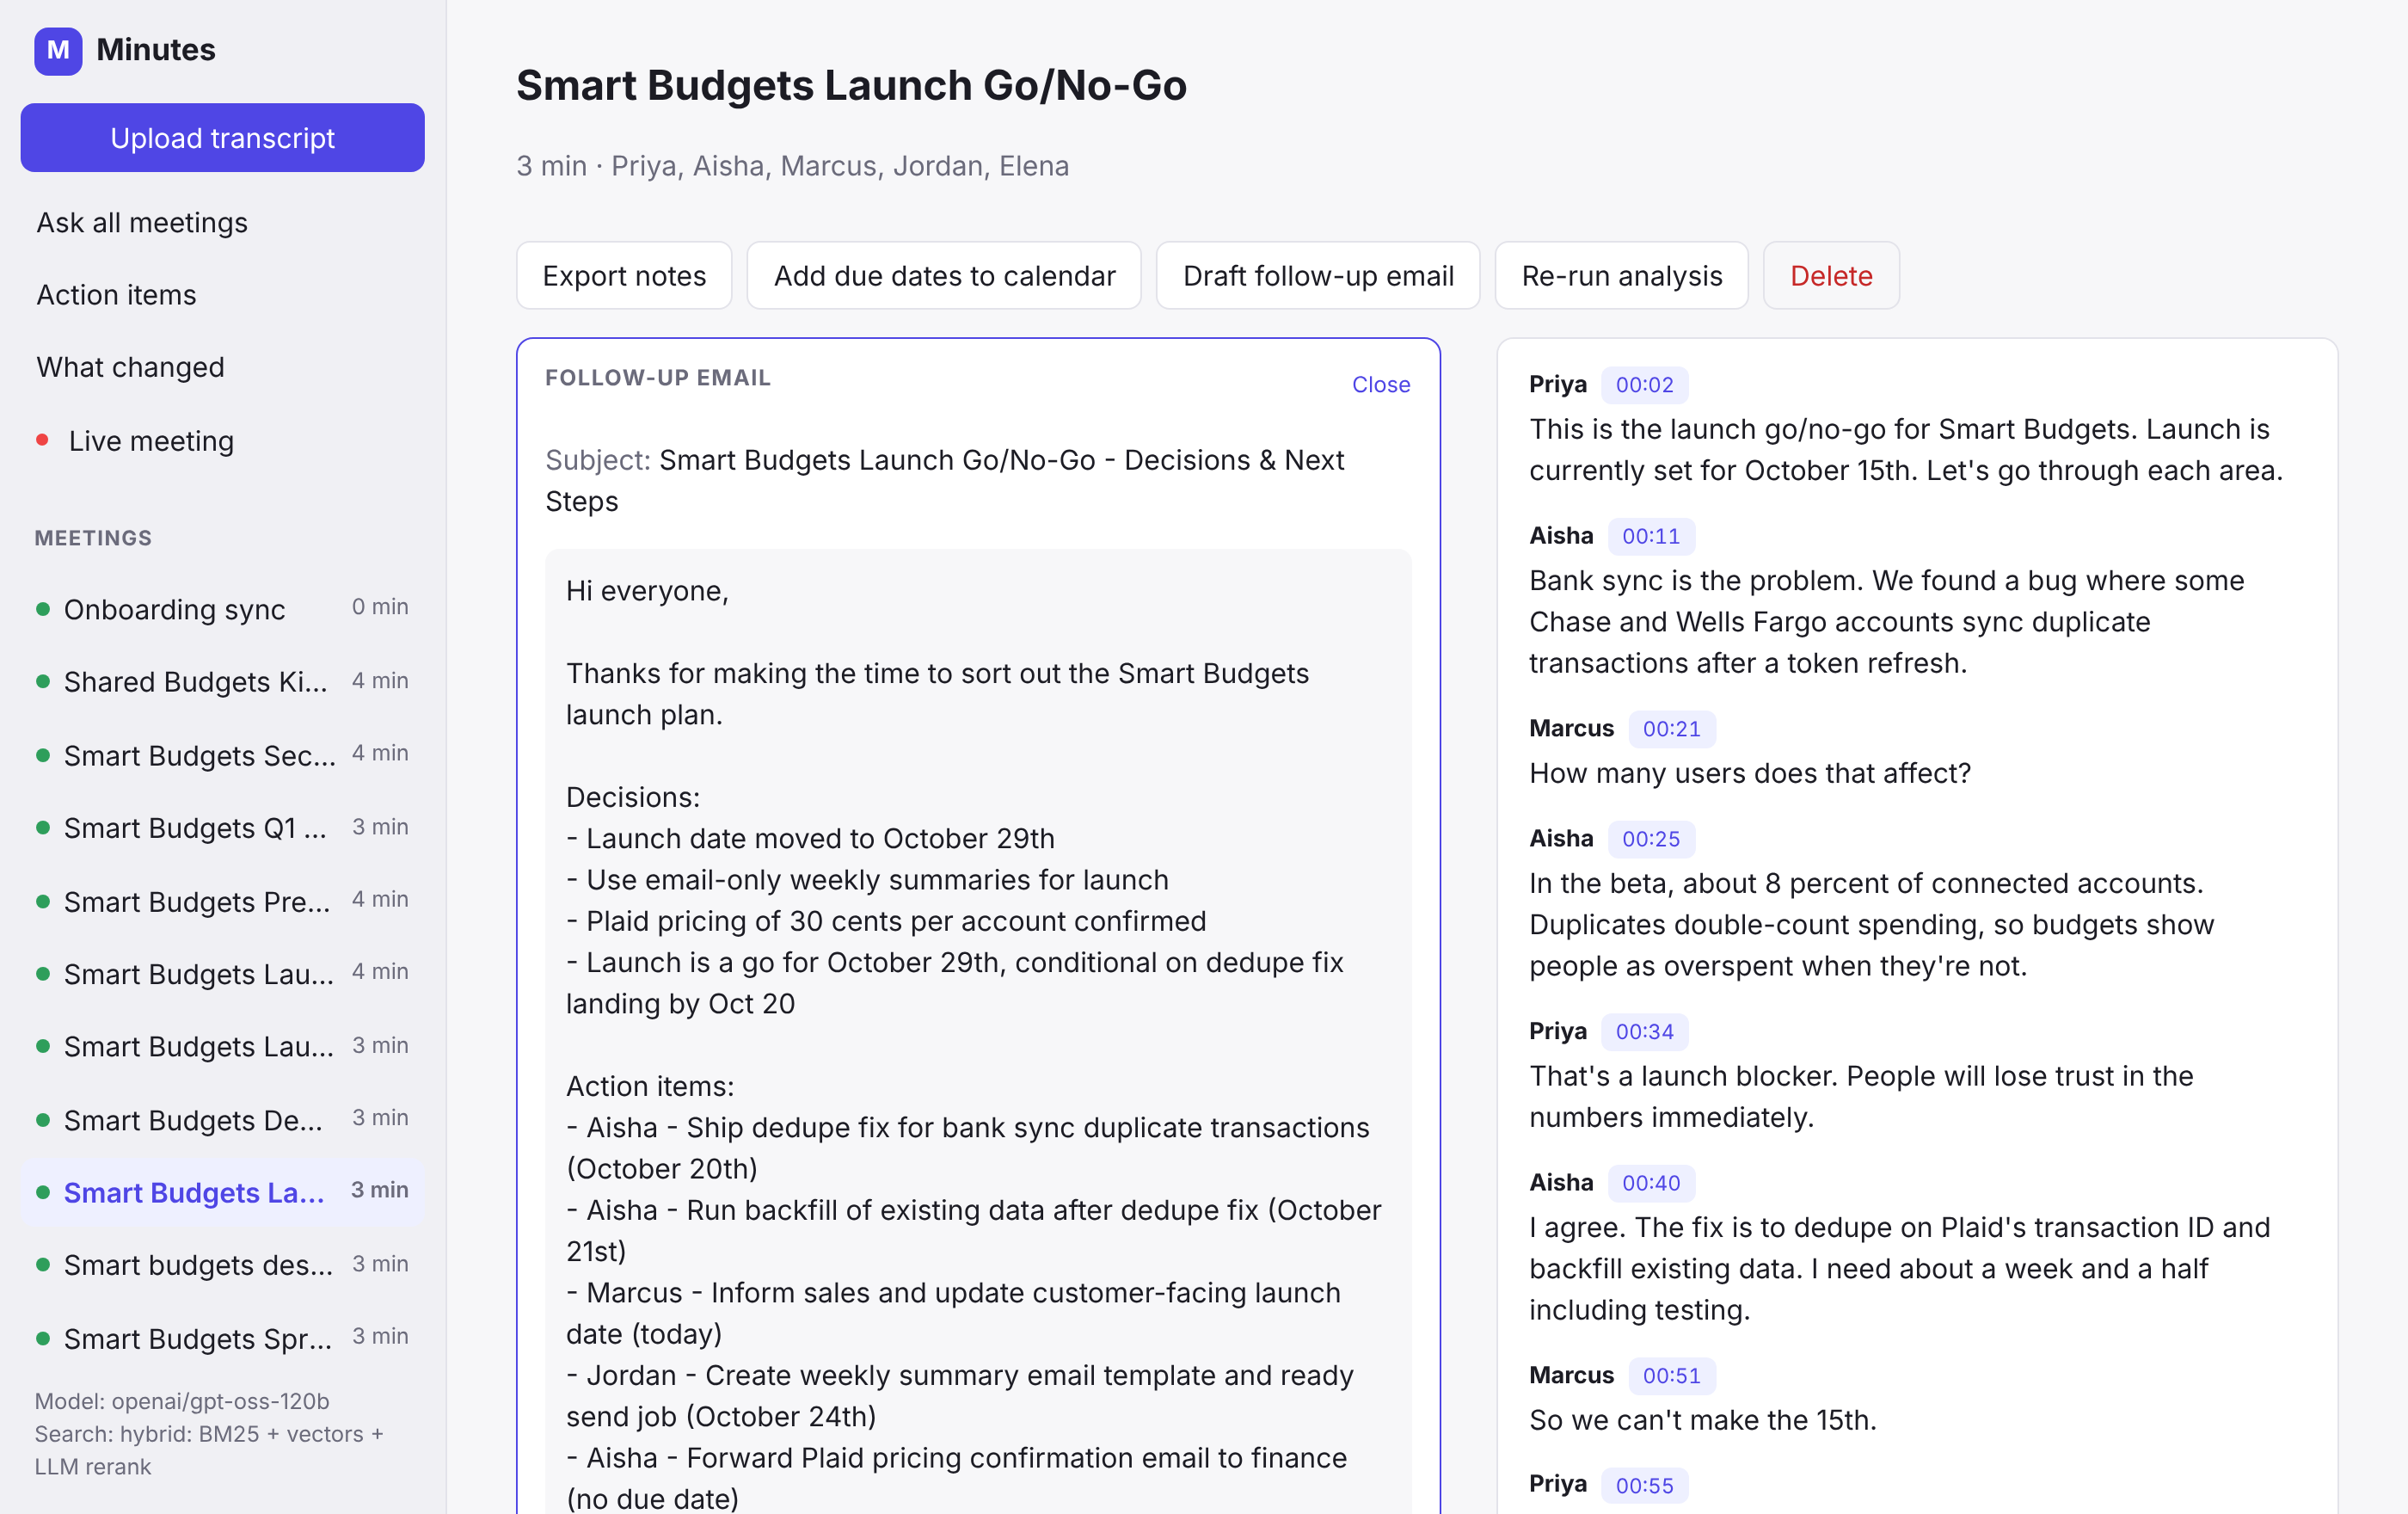 M Minutes
Upload transcript
Ask all meetings
Action items
What changed
Live meeting
MEETINGS
Onboarding sync 0 min
Shared Budgets Ki... 4 min
Smart Budgets Sec... 4 min
Smart Budgets Q1 ... 3 min
Smart Budgets Pre... 4 min
Smart Budgets Lau... 4 min
Smart Budgets Lau... 3 min
Smart Budgets De... 3 min
Smart Budgets La... 3 min
Smart budgets des... 3 min
Smart Budgets Spr... 3 min
Model: openai/gpt-oss-120b
Search: hybrid: BM25 + vectors +
LLM rerank
Smart Budgets Launch Go/No-Go
3 min · Priya, Aisha, Marcus, Jordan, Elena
Export notes Add due dates to calendar Draft follow-up email Re-run analysis Delete
FOLLOW-UP EMAIL Close
Subject: Smart Budgets Launch Go/No-Go - Decisions & Next
Steps
Hi everyone,
Thanks for making the time to sort out the Smart Budgets
launch plan.
Decisions:
- Launch date moved to October 29th
- Use email-only weekly summaries for launch
- Plaid pricing of 30 cents per account confirmed
- Launch is a go for October 29th, conditional on dedupe fix
landing by Oct 20
Action items:
- Aisha - Ship dedupe fix for bank sync duplicate transactions
(October 20th)
- Aisha - Run backfill of existing data after dedupe fix (October
21st)
- Marcus - Inform sales and update customer-facing launch
date (today)
- Jordan - Create weekly summary email template and ready
send job (October 24th)
- Aisha - Forward Plaid pricing confirmation email to finance
(no due date)
Priya 00:02
This is the launch go/no-go for Smart Budgets. Launch is
currently set for October 15th. Let's go through each area.
Aisha 00:11
Bank sync is the problem. We found a bug where some
Chase and Wells Fargo accounts sync duplicate
transactions after a token refresh.
Marcus 00:21
How many users does that affect?
Aisha 00:25
In the beta, about 8 percent of connected accounts.
Duplicates double-count spending, so budgets show
people as overspent when they're not.
Priya 00:34
That's a launch blocker. People will lose trust in the
numbers immediately.
Aisha 00:40
I agree. The fix is to dedupe on Plaid's transaction ID and
backfill existing data. I need about a week and a half
including testing.
Marcus 00:51
So we can't make the 15th.
Priya 00:55